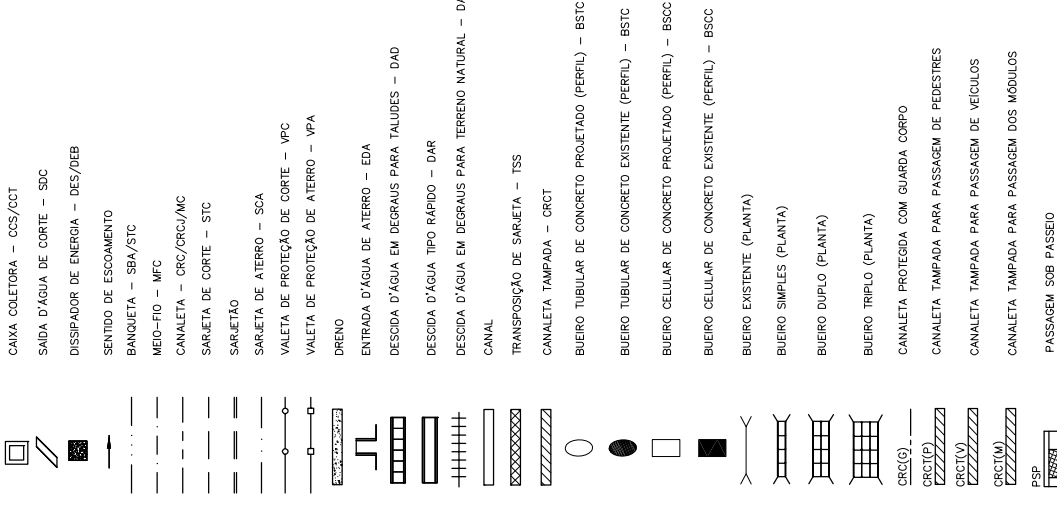 CAIXA COLETORA – CCS/CCT
SAÍDA D'ÁGUA DE CORTE – SDC
DISSIPADOR DE ENERGIA – DES/DEB
SENTIDO DE ESCOAMENTO
BANQUETA – SBA/STC
MEIO–FIO – MFC
CANALETA – CRC/CRCJ/MC
SARJETA DE CORTE – STC
SARJETÃO
SARJETA DE ATERRO – SCA
VALETA DE PROTEÇÃO DE CORTE – VPC
VALETA DE PROTEÇÃO DE ATERRO – VPA
DRENO
ENTRADA D'ÁGUA DE ATERRO – EDA
DESCIDA D'ÁGUA EM DEGRAUS PARA TALUDES – DAD
DESCIDA D'ÁGUA TIPO RÁPIDO – DAR
DESCIDA D'ÁGUA EM DEGRAUS PARA TERRENO NATURAL –
CANAL
TRANSPOSIÇÃO DE SARJETA – TSS
CANALETA TAMPADA – CRCT
BUEIRO TUBULAR DE CONCRETO PROJETADO (PERFIL) – BSTC
BUEIRO TUBULAR DE CONCRETO EXISTENTE (PERFIL) – BSTC
BUEIRO CELULAR DE CONCRETO PROJETADO (PERFIL) – BSCC
BUEIRO CELULAR DE CONCRETO EXISTENTE (PERFIL) – BSCC
BUEIRO EXISTENTE (PLANTA)
BUEIRO SIMPLES (PLANTA)
BUEIRO DUPLO (PLANTA)
BUEIRO TRIPLO (PLANTA)
CRC(G) CANALETA PROTEGIDA COM GUARDA CORPO
CRCT(P) CANALETA TAMPADA PARA PASSAGEM DE PEDESTRES
CRCT(V) CANALETA TAMPADA PARA PASSAGEM DE VEÍCULOS
CRCT(M) CANALETA TAMPADA PARA PASSAGEM DOS MÓDULOS
PSP PASSAGEM SOB PASSEIO